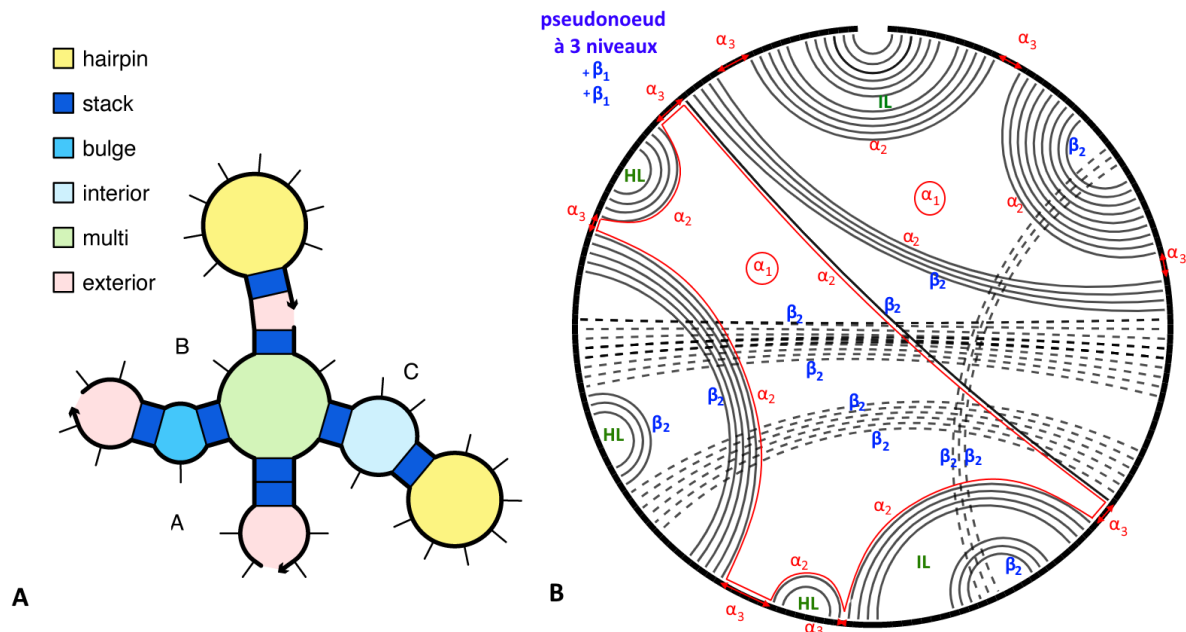 hairpin
stack
bulge
interior
multi
exterior
B
C
A
A
pseudonoeud
à 3 niveaux
+β₁
+β₁
α₃
α₃
α₃
IL
β₂
α₂
HL
α₁
α₂
α₃
α₂
α₂
α₃
α₁
α₂
β₂
β₂
β₂
β₂
β₂
α₂
β₂
β₂
HL
β₂
β₂
β₂
α₂
α₃
IL
α₂
β₂
HL
α₃
α₃
B